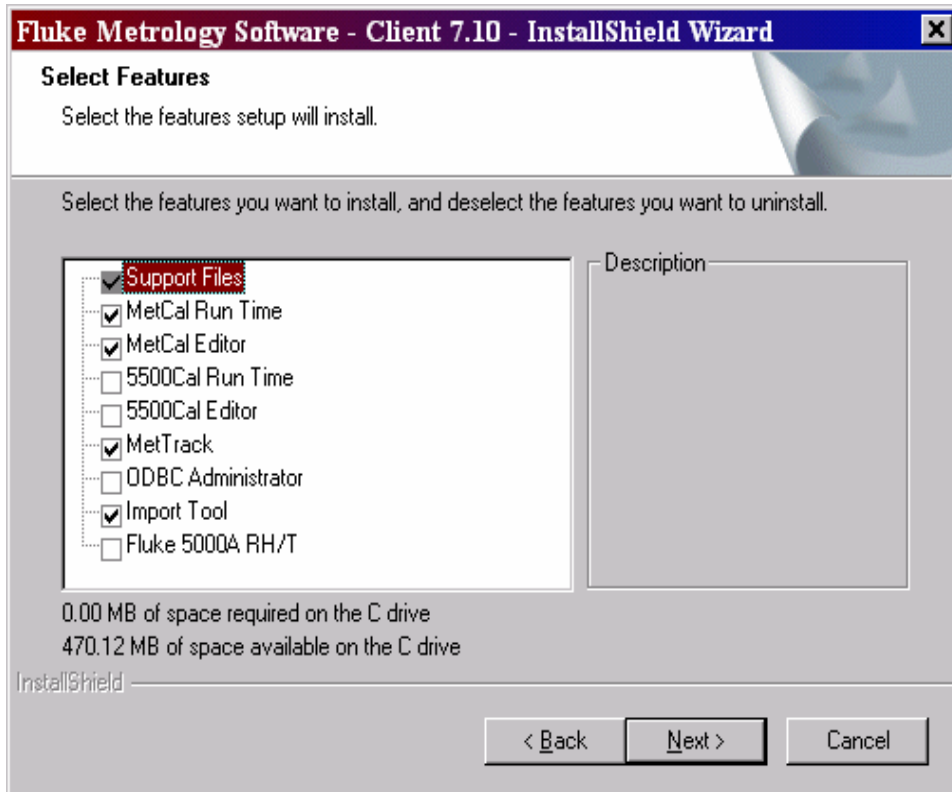 Fluke Metrology Software - Client 7.10 - InstallShield Wizard
Select Features
Select the features setup will install.
Select the features you want to install, and deselect the features you want to uninstall.
Support Files
MetCal Run Time
MetCal Editor
5500Cal Run Time
5500Cal Editor
MetTrack
ODBC Administrator
Import Tool
Fluke 5000A RH/T
Description
0.00 MB of space required on the C drive
470.12 MB of space available on the C drive
InstallShield
< Back
Next >
Cancel